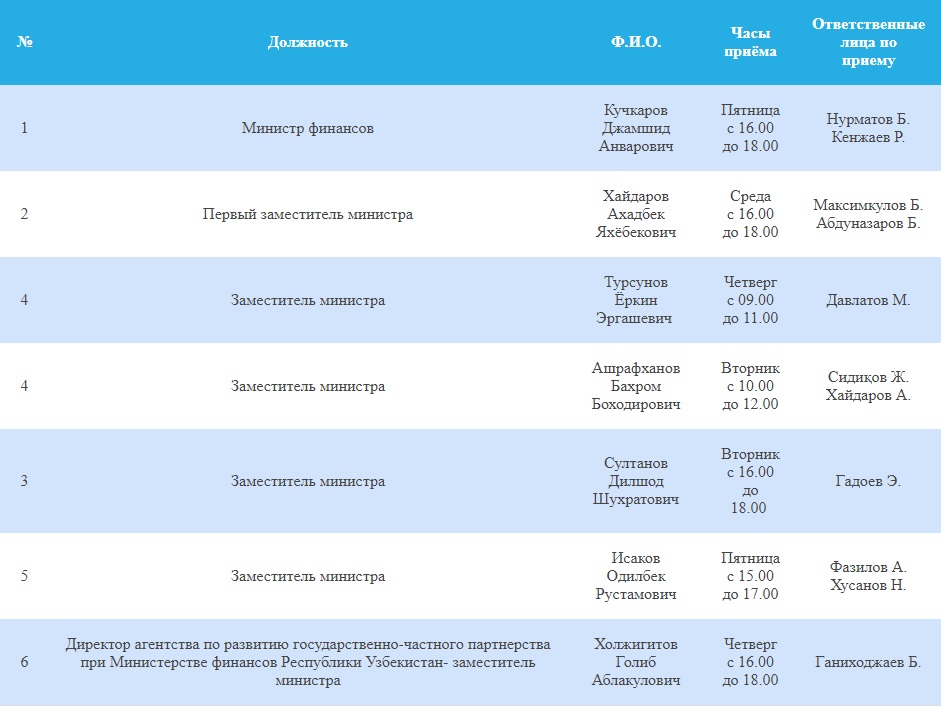 №
Должность
Ф.И.О.
Часы
приёма
Ответственные
лица по
приему
1
Министр финансов
Кучкаров
Джамшид
Анварович
Пятница
с 16.00
до 18.00
Нурматов Б.
Кенжаев Р.
2
Первый заместитель министра
Хайдаров
Ахадбек
Яхёбекович
Среда
с 16.00
до 18.00
Максимкулов Б.
Абдуназаров Б.
4
Заместитель министра
Турсунов
Ёркин
Эргашевич
Четверг
с 09.00
до 11.00
Давлатов М.
4
Заместитель министра
Ашрафханов
Бахром
Боходирович
Вторник
с 10.00
до 12.00
Сидиқов Ж.
Хайдаров А.
3
Заместитель министра
Султанов
Дилшод
Шухратович
Вторник
с 16.00
до
18.00
Гадоев Э.
5
Заместитель министра
Исаков
Одилбек
Рустамович
Пятница
с 15.00
до 17.00
Фазилов А.
Хусанов Н.
6
Директор агентства по развитию государственно-частного партнерства
при Министерстве финансов Республики Узбекистан- заместитель
министра
Холжигитов
Голиб
Аблакулович
Четверг
с 16.00
до 18.00
Ганиходжаев Б.